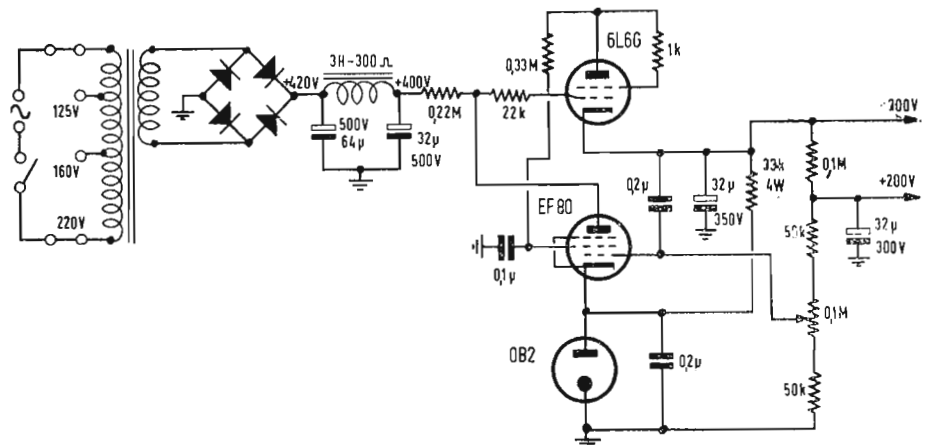 125V
160V
220V
+420V
3H-300Ω
+400V
500V
64µ
32µ
500V
0,22M
22k
0,33M
6L6G
1k
EF80
0,1µ
0B2
0,2µ
0,2µ
32µ
350V
33k
4W
200V
0,1M
+200V
50k
32µ
300V
0,1M
50k